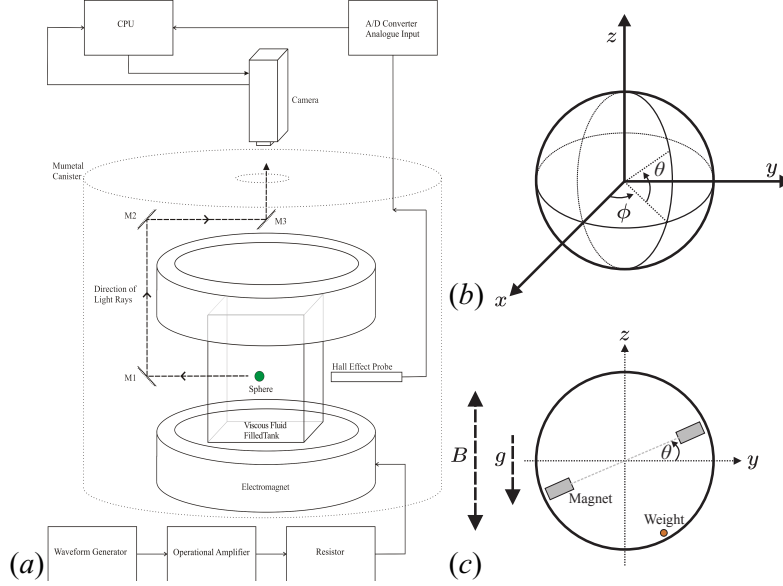 CPU
A/D Converter
Analogue Input
Camera
Mumetal
Canister
M2
M3
Direction of
Light Rays
M1
Sphere
Hall Effect Probe
Viscous Fluid
FilledTank
Electromagnet
Waveform Generator
Operational Amplifier
Resistor
(a)
z
y
θ
ϕ
x
(b)
z
B
g
θ
y
Magnet
Weight
(c)